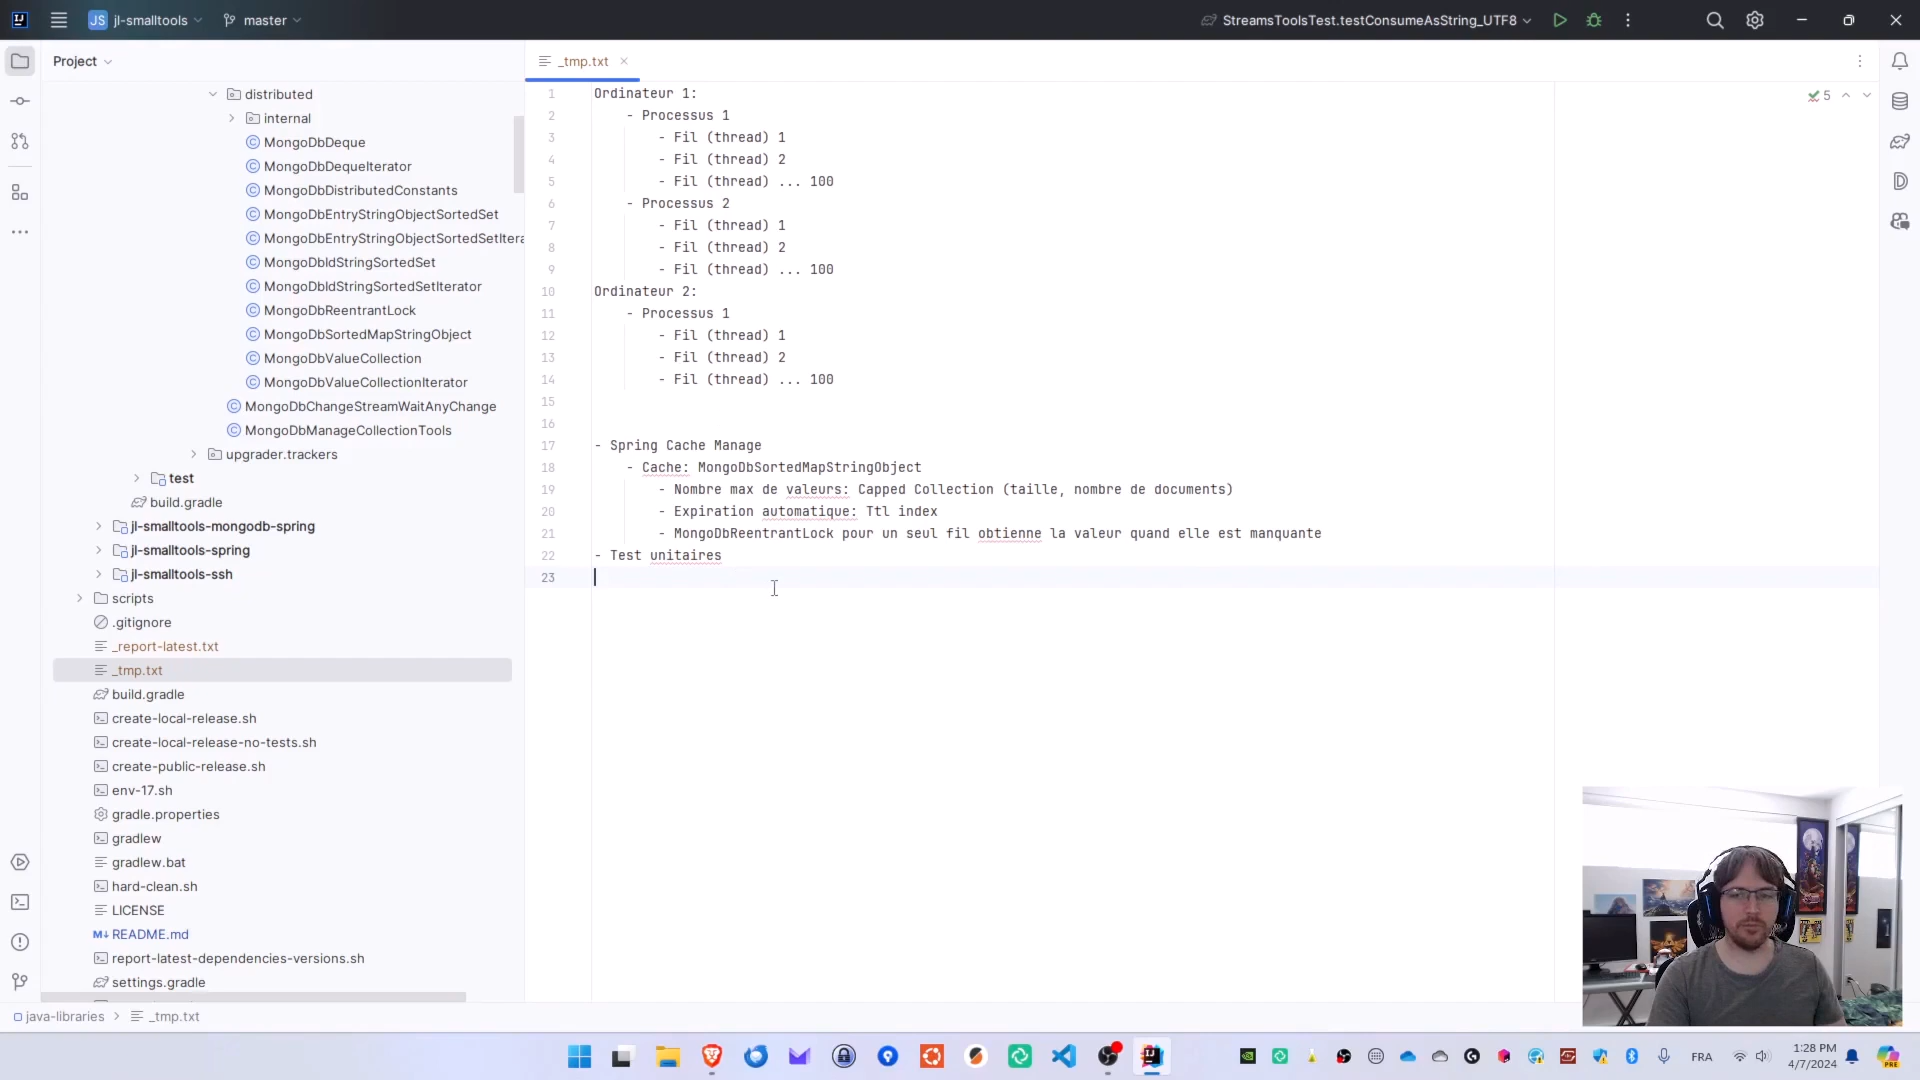 JS jl-smalltools
master
StreamsToolsTest.testConsumeAsString_UTF8
Project
_tmp.txt
distributed
internal
MongoDbDeque
MongoDbDequeIterator
MongoDbDistributedConstants
MongoDbEntryStringObjectSortedSet
MongoDbEntryStringObjectSortedSetItera
MongoDbIdStringSortedSet
MongoDbIdStringSortedSetIterator
MongoDbReentrantLock
MongoDbSortedMapStringObject
MongoDbValueCollection
MongoDbValueCollectionIterator
MongoDbChangeStreamWaitAnyChange
MongoDbManageCollectionTools
upgrader.trackers
test
build.gradle
jl-smalltools-mongodb-spring
jl-smalltools-spring
jl-smalltools-ssh
scripts
.gitignore
_report-latest.txt
_tmp.txt
build.gradle
create-local-release.sh
create-local-release-no-tests.sh
create-public-release.sh
env-17.sh
gradle.properties
gradlew
gradlew.bat
hard-clean.sh
LICENSE
README.md
report-latest-dependencies-versions.sh
settings.gradle
1 Ordinateur 1:
2 - Processus 1
3 - Fil (thread) 1
4 - Fil (thread) 2
5 - Fil (thread) ... 100
6 - Processus 2
7 - Fil (thread) 1
8 - Fil (thread) 2
9 - Fil (thread) ... 100
10 Ordinateur 2:
11 - Processus 1
12 - Fil (thread) 1
13 - Fil (thread) 2
14 - Fil (thread) ... 100
15
16
17 - Spring Cache Manage
18 - Cache: MongoDbSortedMapStringObject
19 - Nombre max de valeurs: Capped Collection (taille, nombre de documents)
20 - Expiration automatique: Ttl index
21 - MongoDbReentrantLock pour un seul fil obtienne la valeur quand elle est manquante
22 - Test unitaires
23
5
java-libraries > _tmp.txt
FRA
1:28 PM
4/7/2024